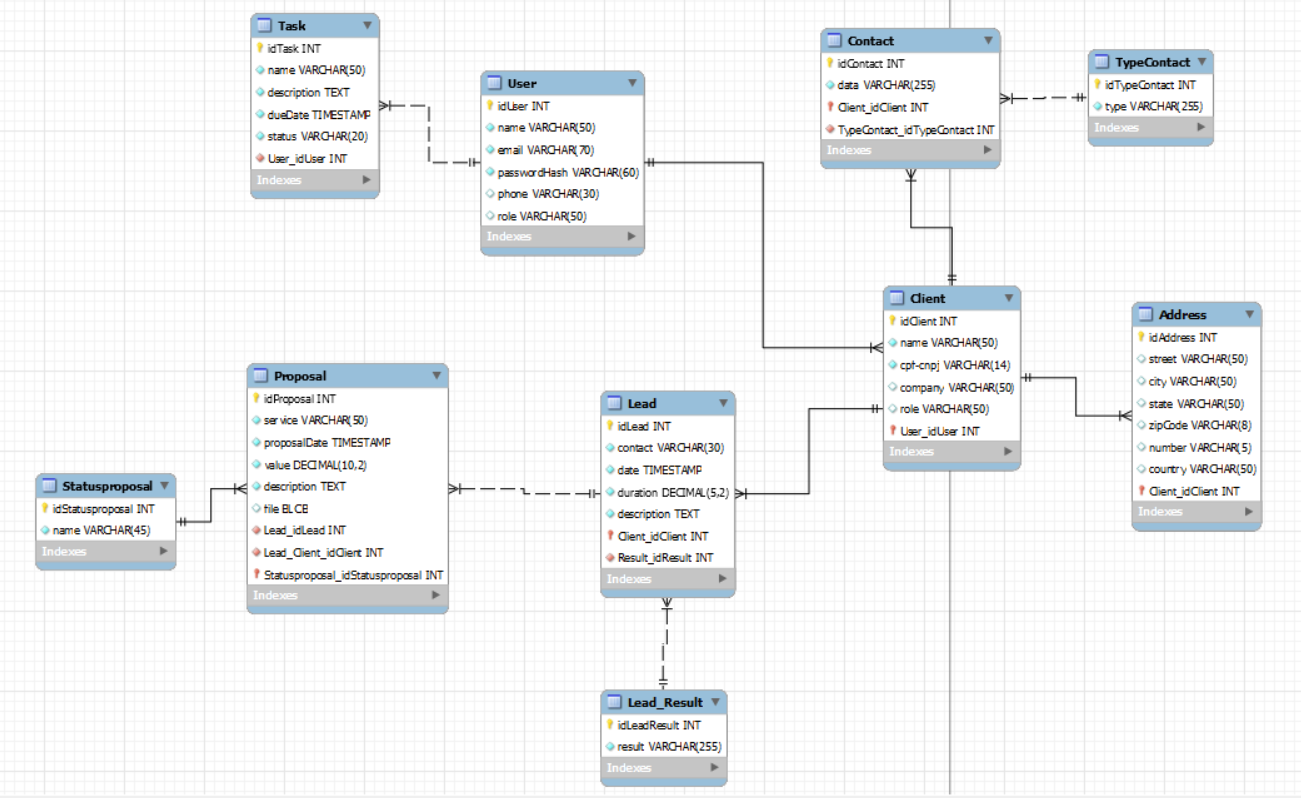 Task
idTask INT
name VARCHAR(50)
description TEXT
dueDate TIMESTAMP
status VARCHAR(20)
User_idUser INT
Indexes
User
idUser INT
name VARCHAR(50)
email VARCHAR(70)
passwordHash VARCHAR(60)
phone VARCHAR(30)
role VARCHAR(50)
Indexes
Contact
idContact INT
data VARCHAR(255)
Client_idClient INT
TypeContact_idTypeContact INT
Indexes
TypeContact
idTypeContact INT
type VARCHAR(255)
Indexes
Client
idClient INT
name VARCHAR(50)
cpf-cnpj VARCHAR(14)
company VARCHAR(50)
role VARCHAR(50)
User_idUser INT
Indexes
Address
idAddress INT
street VARCHAR(50)
city VARCHAR(50)
state VARCHAR(50)
zipCode VARCHAR(8)
number VARCHAR(5)
country VARCHAR(50)
Client_idClient INT
Indexes
Proposal
idProposal INT
service VARCHAR(50)
proposalDate TIMESTAMP
value DECIMAL(10,2)
description TEXT
file BLOB
Lead_idLead INT
Lead_Client_idClient INT
Statusproposal_idStatusproposal INT
Indexes
Lead
idLead INT
contact VARCHAR(30)
date TIMESTAMP
duration DECIMAL(5,2)
description TEXT
Client_idClient INT
Result_idResult INT
Indexes
Statusproposal
idStatusproposal INT
name VARCHAR(45)
Indexes
Lead_Result
idLeadResult INT
result VARCHAR(255)
Indexes